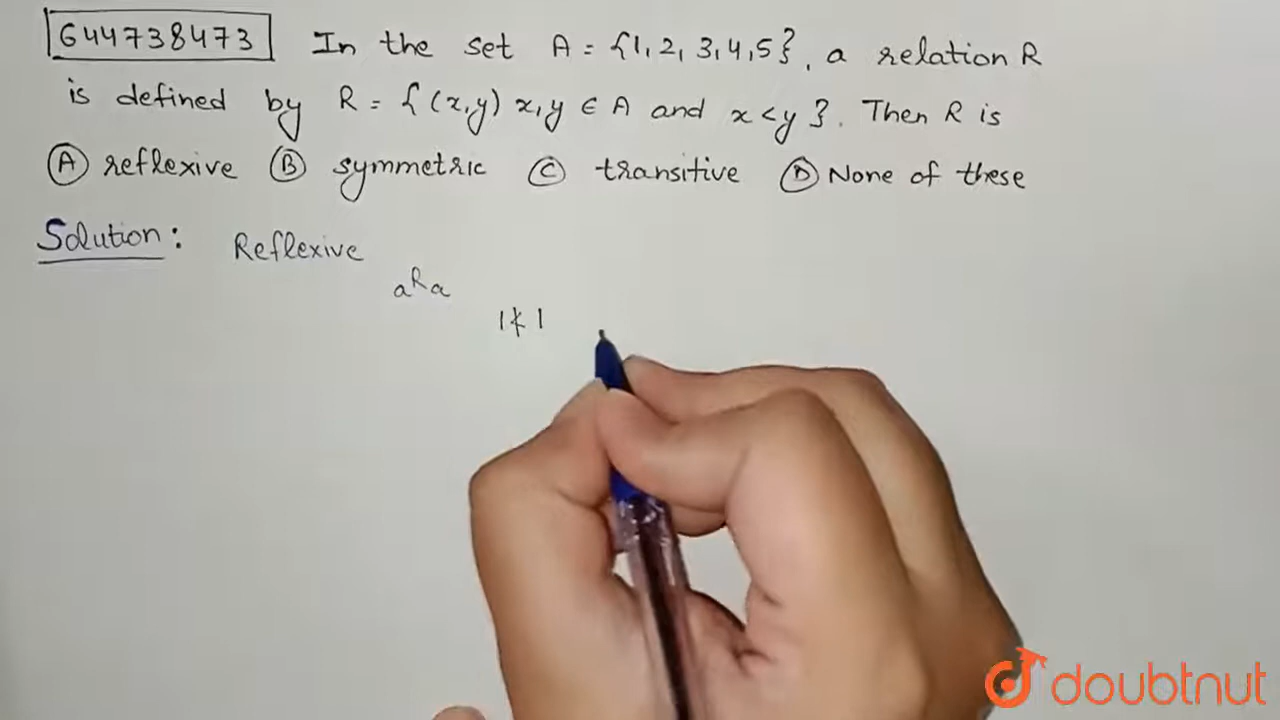 644738473 In the set A = {1, 2, 3, 4, 5}, a relation R
is defined by R = { (x,y) x, y ∈ A and x < y }. Then R is
Ⓐ reflexive Ⓑ symmetric Ⓒ transitive Ⓓ None of these
Solution: Reflexive
aRa
1 ≮ 1
doubtnut